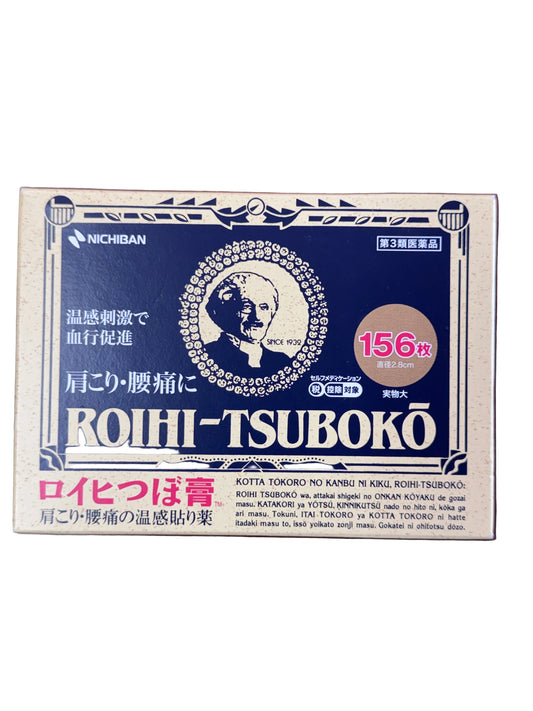 NICHIBAN
第3類医薬品
温感刺激で
血行促進
SINCE 1932
156枚
直径2.8cm
実物大
肩こり・腰痛に
セルフメディケーション
税 控除 対象
ROIHI-TSUBOKŌ
ロイヒつぼ膏™
肩こり・腰痛の温感貼り薬
KOTTA TOKORO NO KANBU NI KIKU, ROIHI-TSUBOKŌ:
ROIHI TSUBOKŌ wa, attakai shigeki no ONKAN KŌYAKU de gozai
masu. KATAKORI ya YŌTSŪ, KINNIKUTSŪ nado no hito ni, kōka ga
ari masu. Tokuni, ITAI TOKORO ya KOTTA TOKORO ni hatte
itadaki masu to, issō yoikato zonji masu. Gokatei ni ohitotsu dōzo.